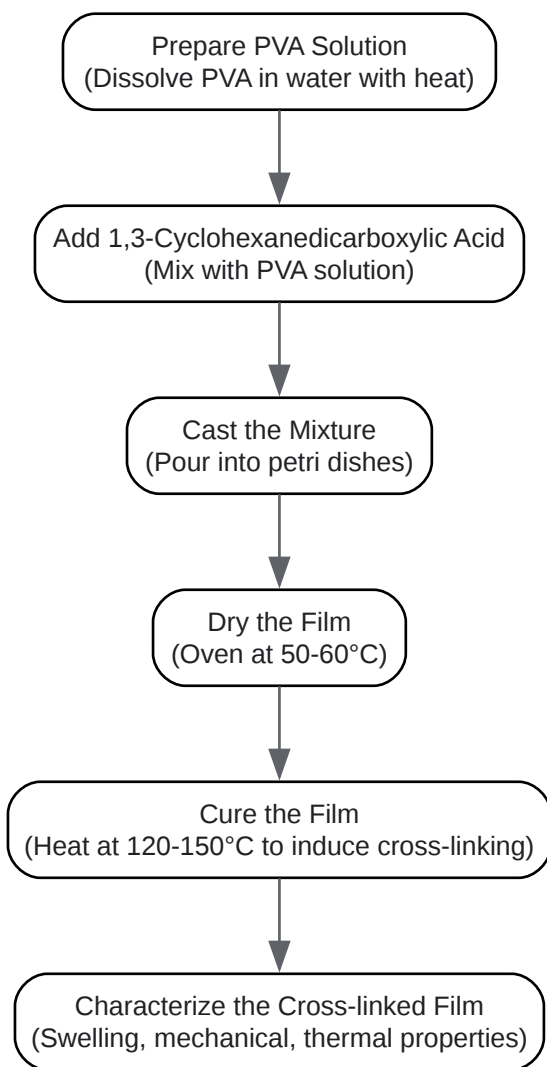 Prepare PVA Solution
(Dissolve PVA in water with heat)
Add 1,3-Cyclohexanedicarboxylic Acid
(Mix with PVA solution)
Cast the Mixture
(Pour into petri dishes)
Dry the Film
(Oven at 50-60°C)
Cure the Film
(Heat at 120-150°C to induce cross-linking)
Characterize the Cross-linked Film
(Swelling, mechanical, thermal properties)